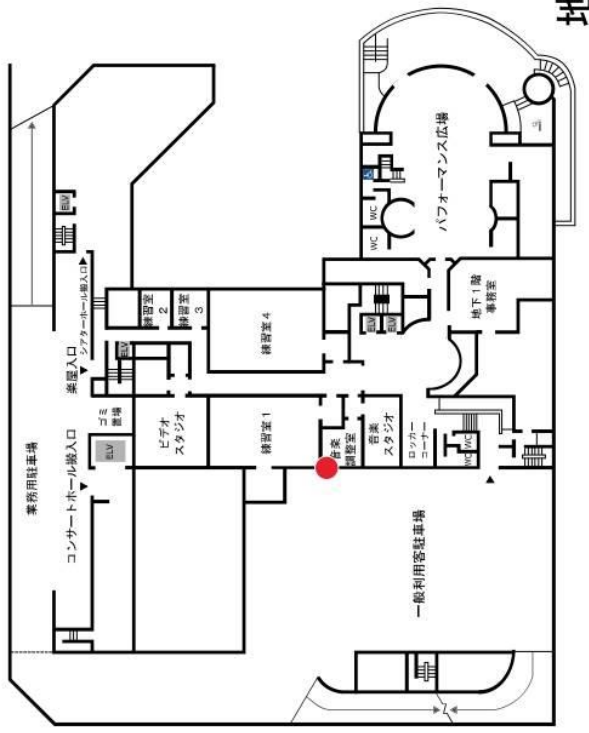 地
業務用駐車場
コンサートホール搬入口
楽屋入口
シアターホール搬入口
ELV
ELV
ゴミ
置場
ELV
ビデオ
スタジオ
練習室
2
練習室
3
練習室4
練習室1
音楽
調整室
音楽
スタジオ
ロッカー
コーナー
WC
WC
ELV
ELV
地下1階
事務室
WC
WC
パフォーマンス広場
一般利用客駐車場